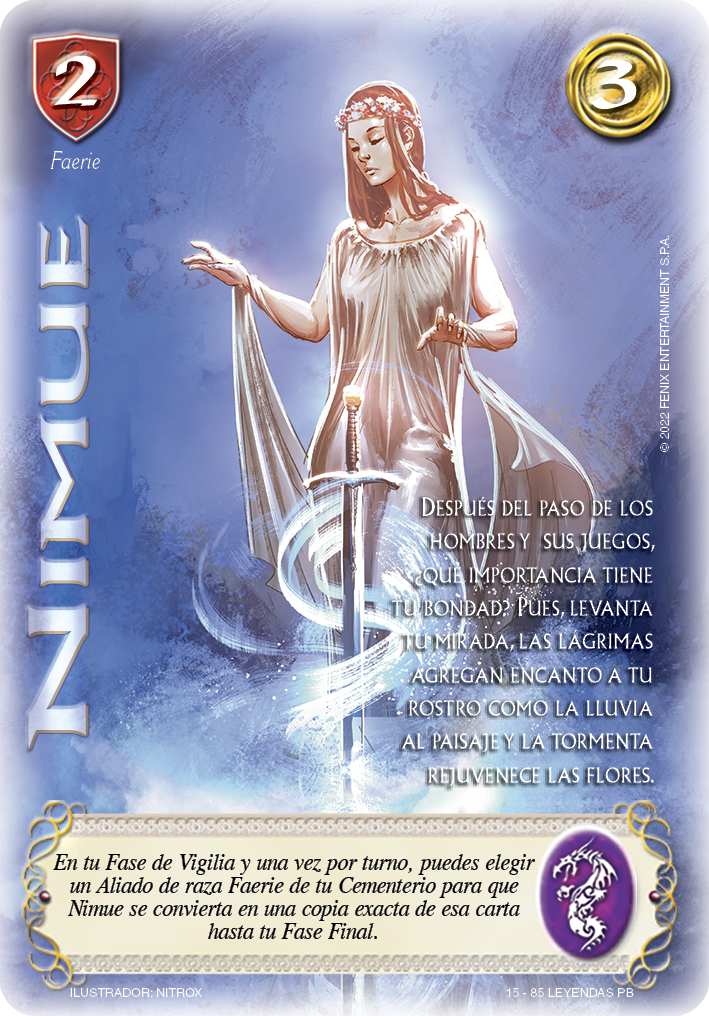 2
3
Faerie
NIMUE
© 2022 FENIX ENTERTAINMENT S.P.A.
DESPUÉS DEL PASO DE LOS
HOMBRES Y SUS JUEGOS,
¿QUÉ IMPORTANCIA TIENE
TU BONDAD? PUES, LEVANTA
TU MIRADA, LAS LÁGRIMAS
AGREGAN ENCANTO A TU
ROSTRO COMO LA LLUVIA
AL PAISAJE Y LA TORMENTA
REJUVENECE LAS FLORES.
En tu Fase de Vigilia y una vez por turno, puedes elegir
un Aliado de raza Faerie de tu Cementerio para que
Nimue se convierta en una copia exacta de esa carta
hasta tu Fase Final.
ILUSTRADOR: NITROX
15 - 85 LEYENDAS PB